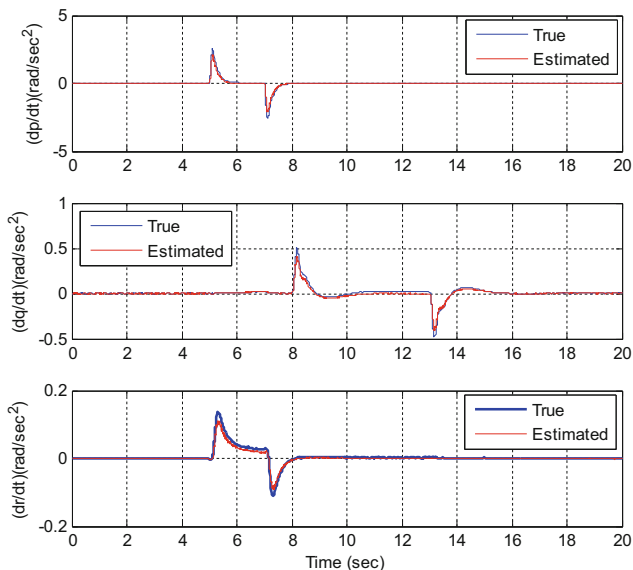 5
0
-5
(dp/dt)(rad/sec²)
True
Estimated
0 2 4 6 8 10 12 14 16 18 20
1
0.5
0
-0.5
(dq/dt)(rad/sec²)
True
Estimated
0 2 4 6 8 10 12 14 16 18 20
0.2
0
-0.2
(dr/dt)(rad/sec²)
True
Estimated
0 2 4 6 8 10 12 14 16 18 20
Time (sec)